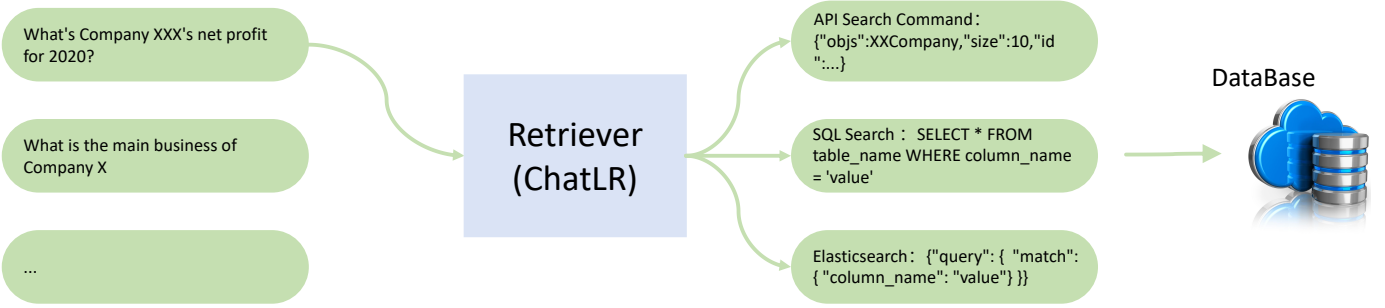 What's Company XXX's net profit
for 2020?
What is the main business of
Company X
...
Retriever
(ChatLR)
API Search Command：
{"objs":XXCompany,"size":10,"id
":...}
SQL Search： SELECT * FROM
table_name WHERE column_name
= 'value'
Elasticsearch：{"query": { "match":
{ "column_name": "value"} }}
DataBase